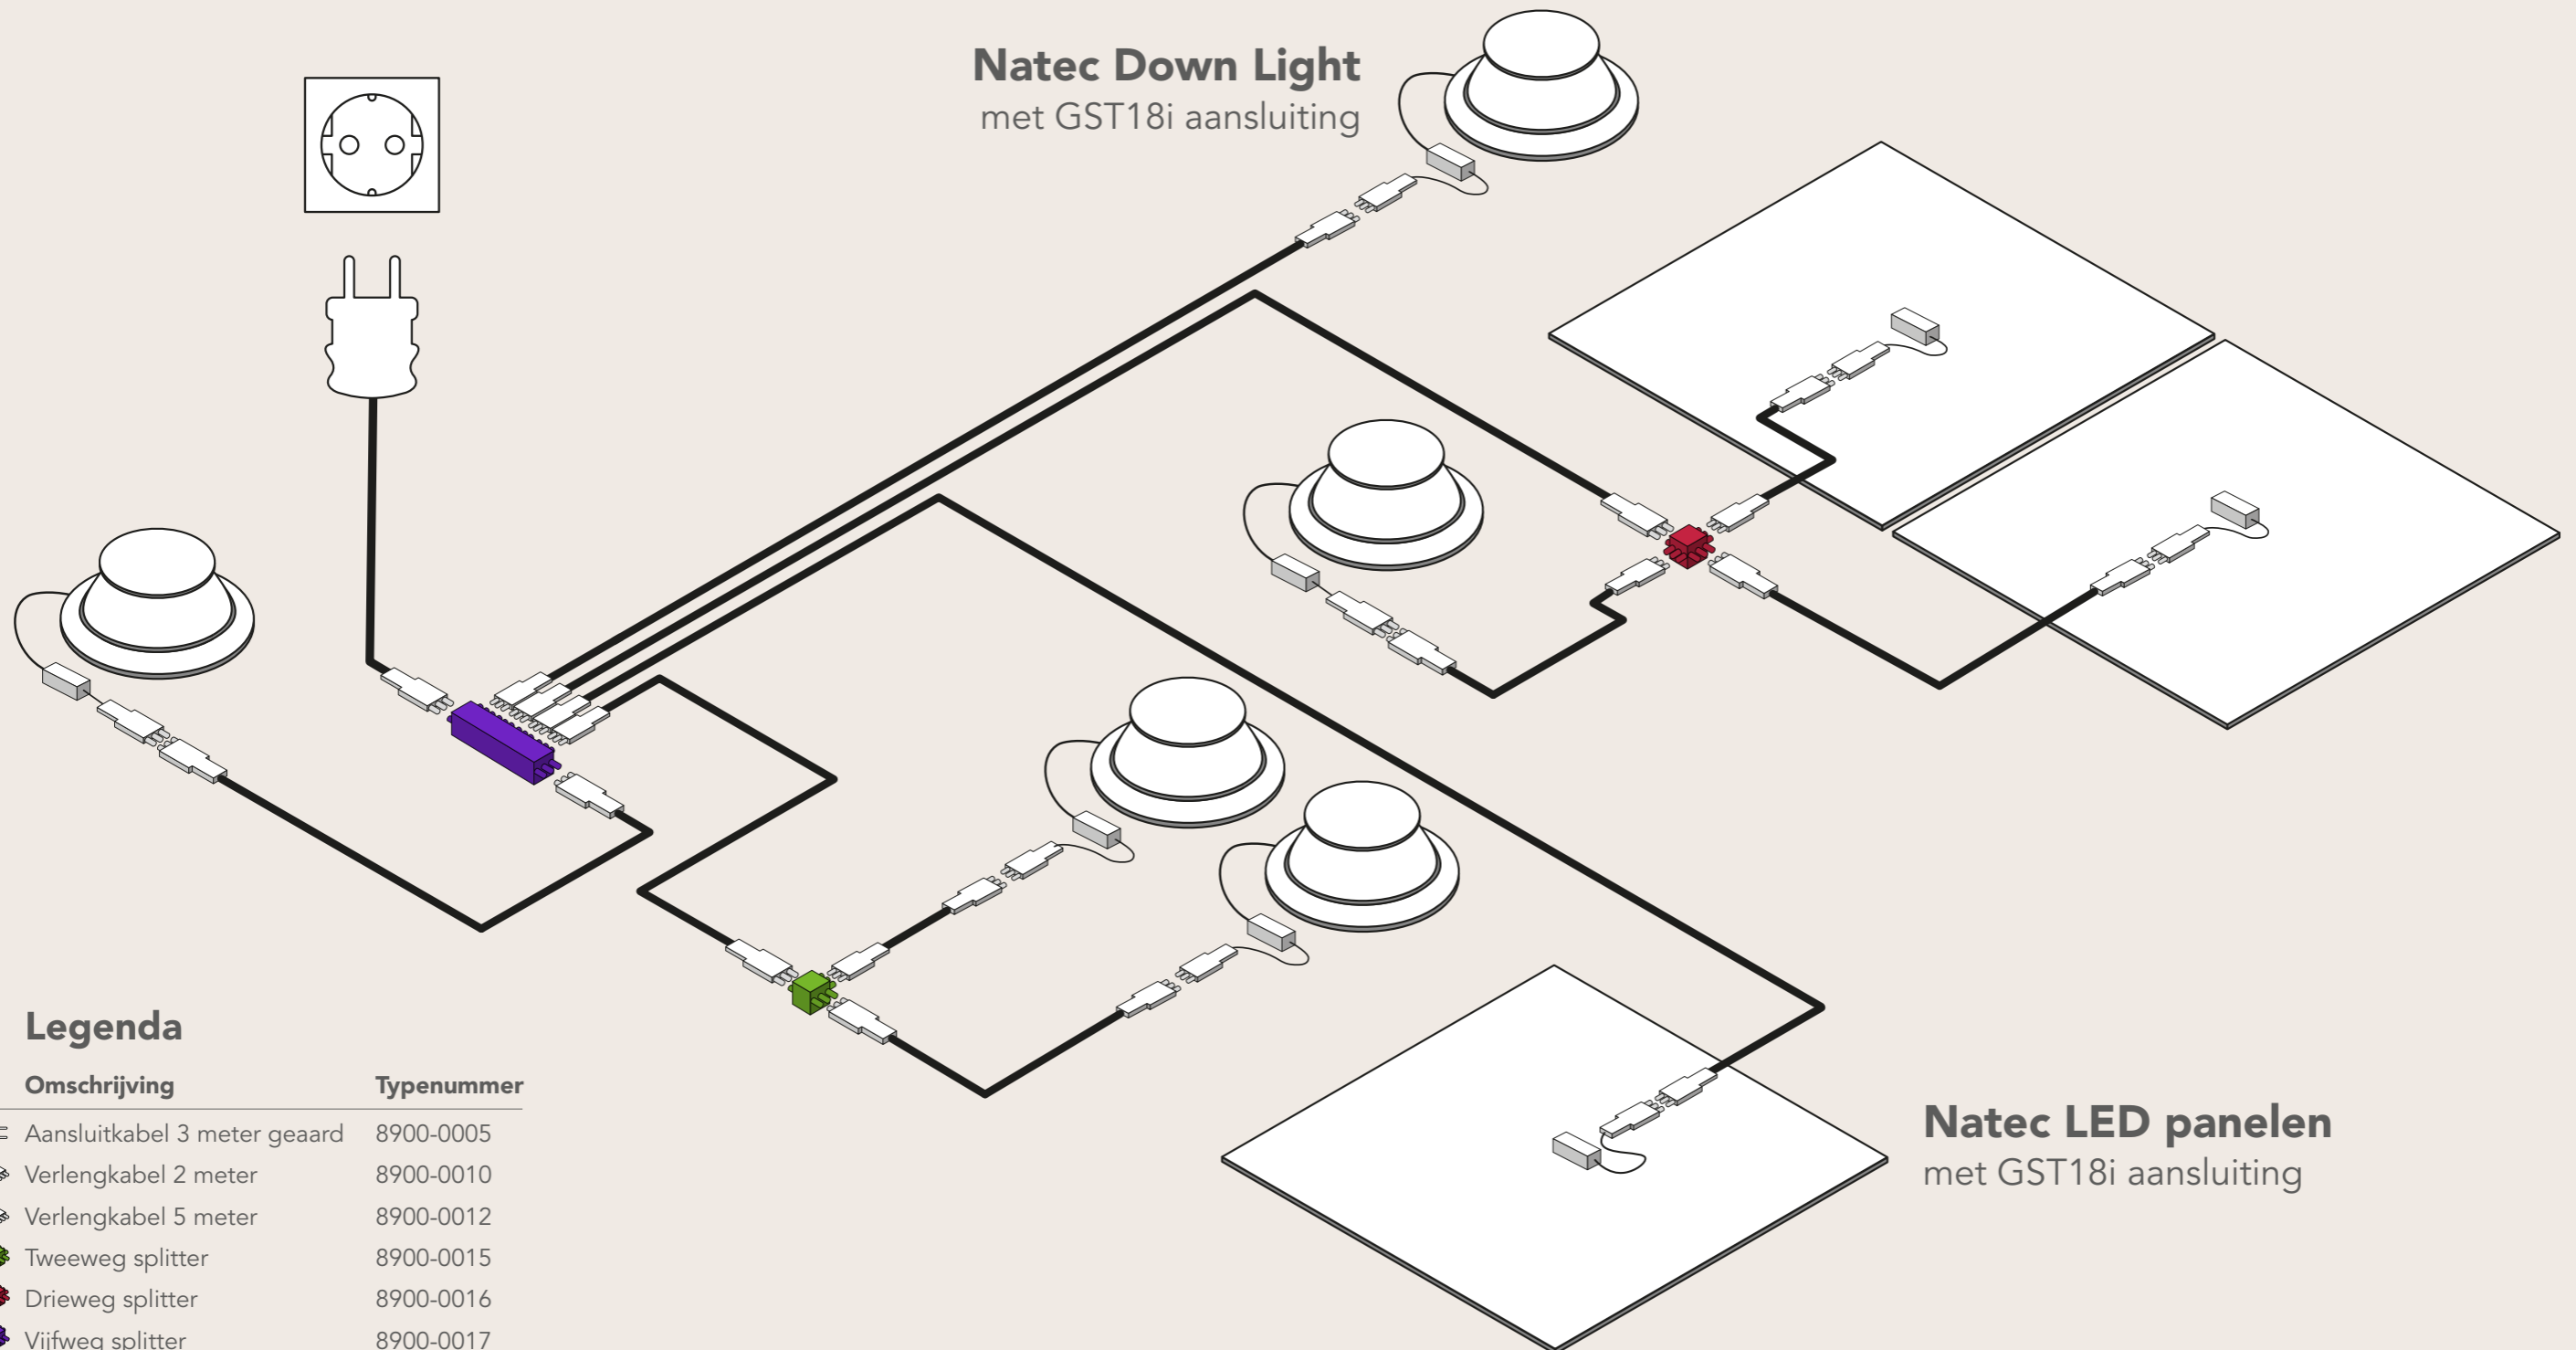 Natec Down Light
met GST18i aansluiting
Legenda
Omschrijving Typenummer
Aansluitkabel 3 meter geaard 8900-0005
Verlengkabel 2 meter 8900-0010
Verlengkabel 5 meter 8900-0012
Tweeweg splitter 8900-0015
Drieweg splitter 8900-0016
Vijfweg splitter 8900-0017
Natec LED panelen
met GST18i aansluiting